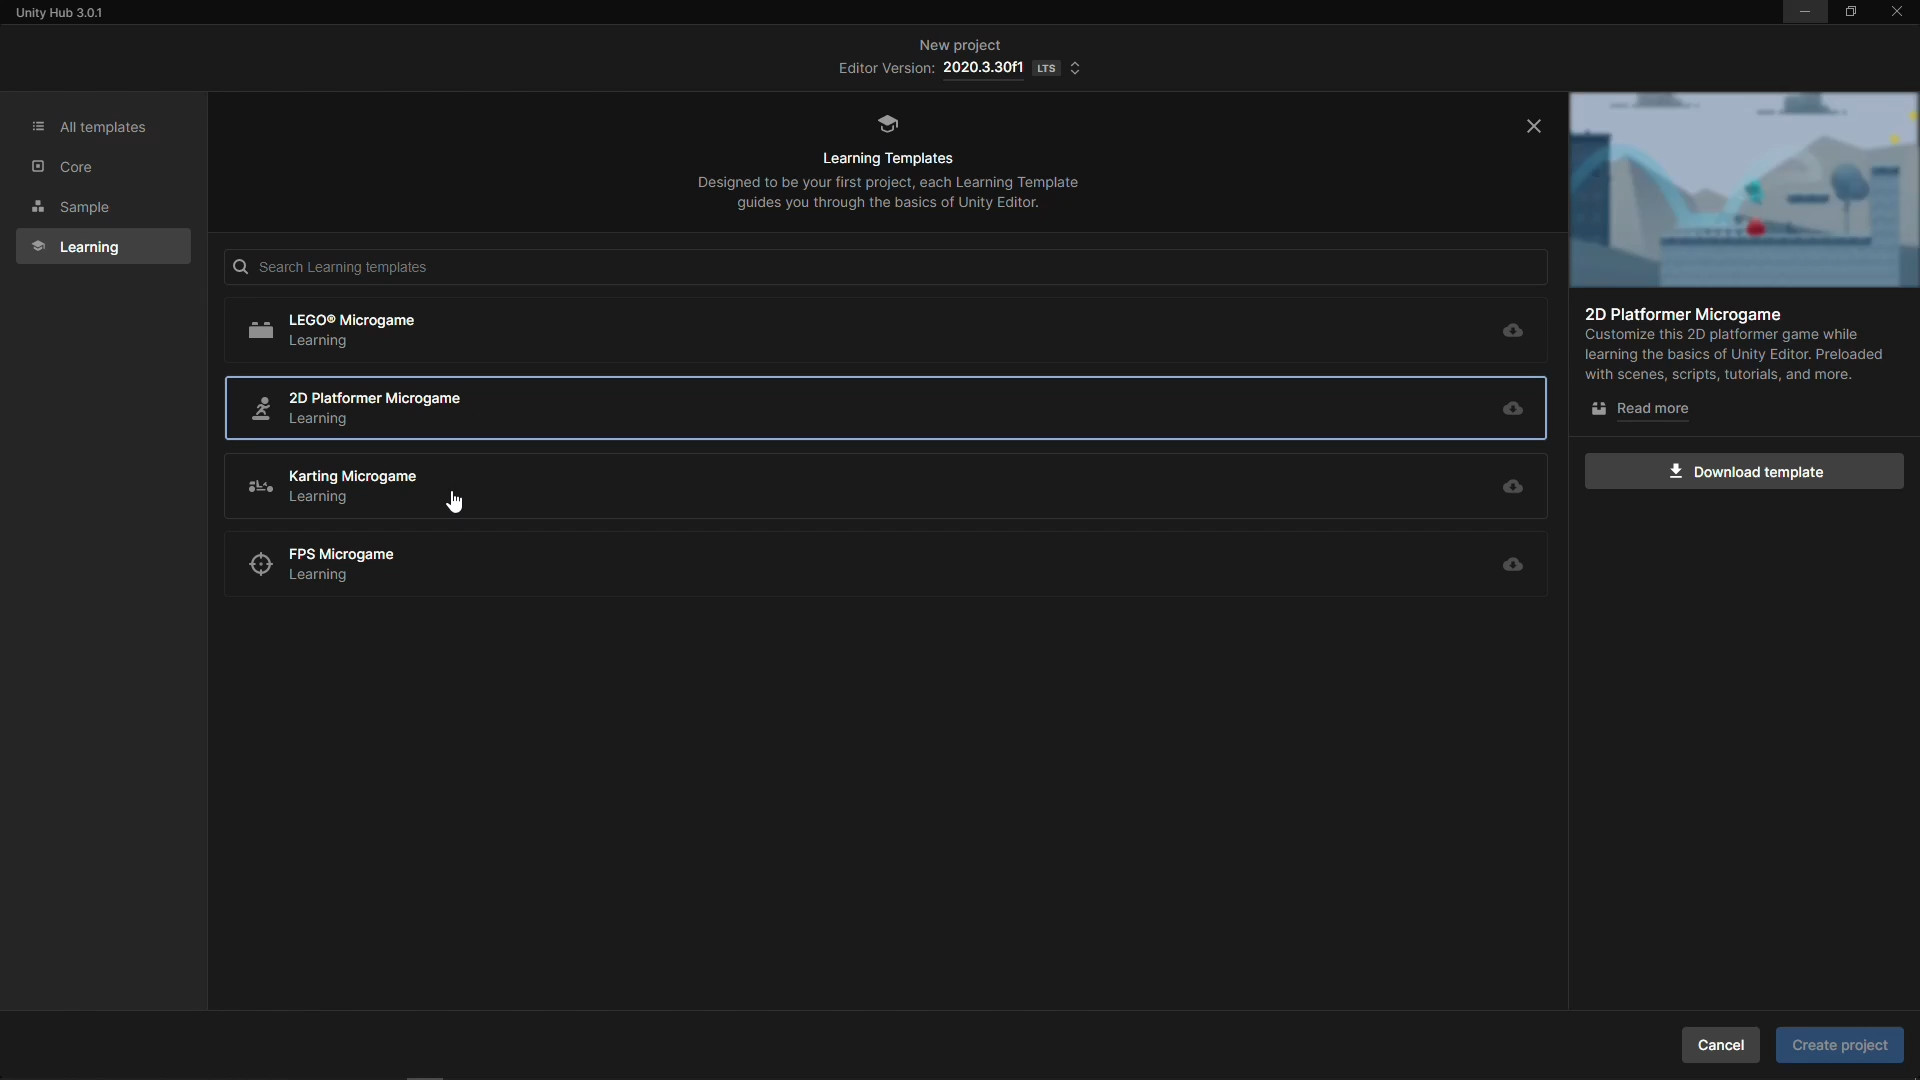 Unity Hub 3.0.1
New project
Editor Version: 2020.3.30f1 LTS
All templates
Core
Sample
Learning
Learning Templates
Designed to be your first project, each Learning Template
guides you through the basics of Unity Editor.
Search Learning templates
LEGO® Microgame
Learning
2D Platformer Microgame
Learning
Karting Microgame
Learning
FPS Microgame
Learning
2D Platformer Microgame
Customize this 2D platformer game while
learning the basics of Unity Editor. Preloaded
with scenes, scripts, tutorials, and more.
Read more
Download template
Cancel
Create project